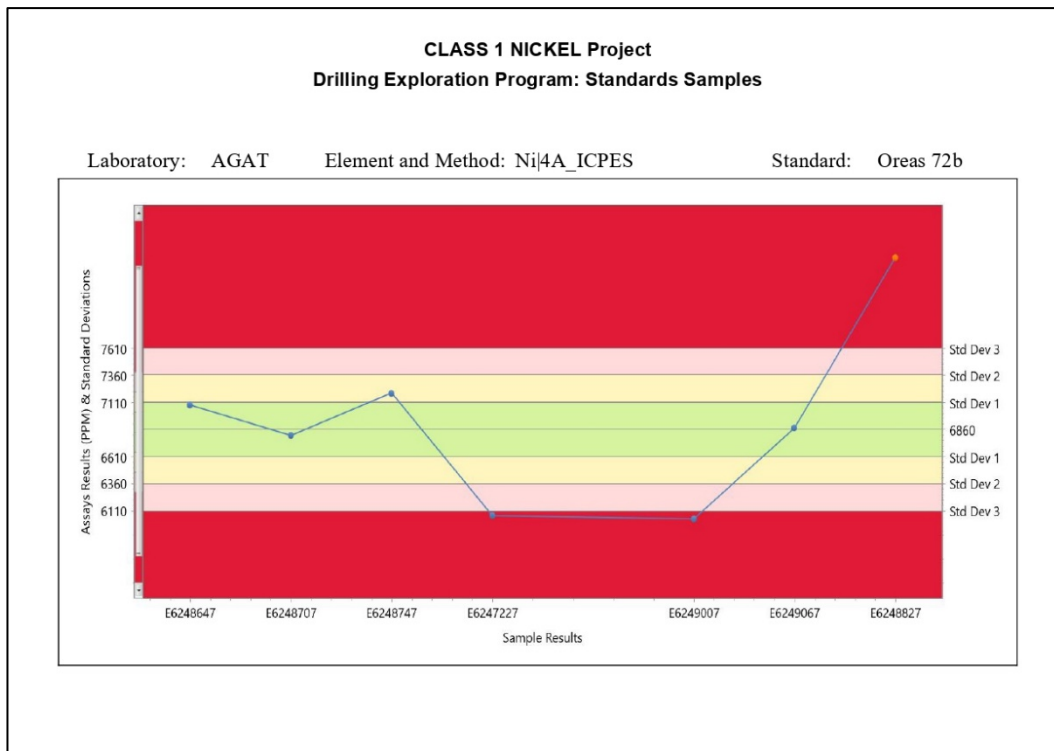 CLASS 1 NICKEL Project
Drilling Exploration Program: Standards Samples
Laboratory: AGAT Element and Method: Ni|4A_ICPES Standard: Oreas 72b
Assays Results (PPM) & Standard Deviations
7610 Std Dev 3
7360 Std Dev 2
7110 Std Dev 1
6860
6610 Std Dev 1
6360 Std Dev 2
6110 Std Dev 3
E6248647 E6248707 E6248747 E6247227 E6249007 E6249067 E6248827
Sample Results